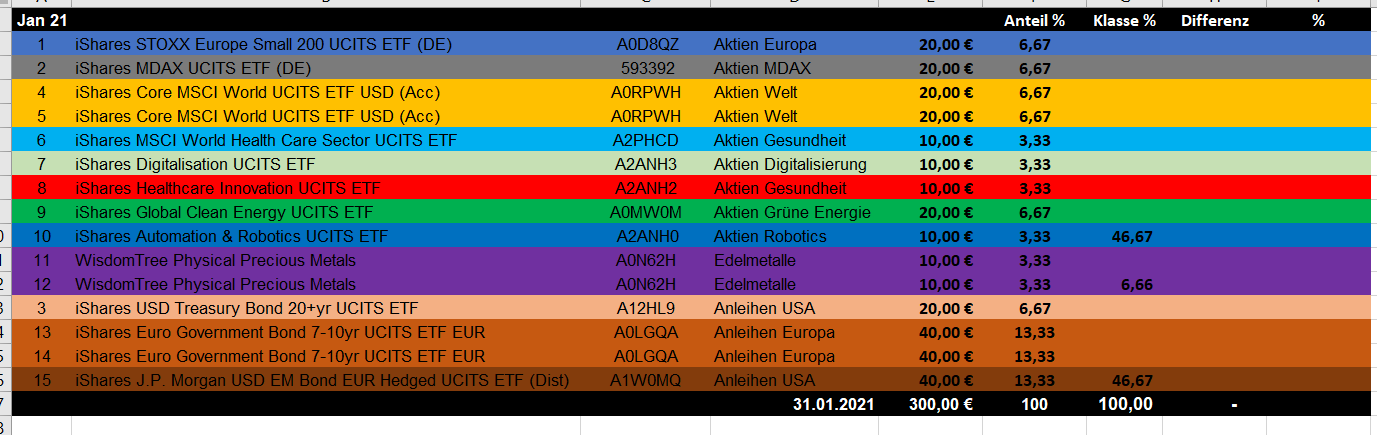 Jan 21 Anteil % Klasse % Differenz %
1 iShares STOXX Europe Small 200 UCITS ETF (DE) A0D8QZ Aktien Europa 20,00 € 6,67
2 iShares MDAX UCITS ETF (DE) 593392 Aktien MDAX 20,00 € 6,67
4 iShares Core MSCI World UCITS ETF USD (Acc) A0RPWH Aktien Welt 20,00 € 6,67
5 iShares Core MSCI World UCITS ETF USD (Acc) A0RPWH Aktien Welt 20,00 € 6,67
6 iShares MSCI World Health Care Sector UCITS ETF A2PHCD Aktien Gesundheit 10,00 € 3,33
7 iShares Digitalisation UCITS ETF A2ANH3 Aktien Digitalisierung 10,00 € 3,33
8 iShares Healthcare Innovation UCITS ETF A2ANH2 Aktien Gesundheit 10,00 € 3,33
9 iShares Global Clean Energy UCITS ETF A0MW0M Aktien Grüne Energie 20,00 € 6,67
10 iShares Automation & Robotics UCITS ETF A2ANH0 Aktien Robotics 10,00 € 3,33 46,67
11 WisdomTree Physical Precious Metals A0N62H Edelmetalle 10,00 € 3,33
12 WisdomTree Physical Precious Metals A0N62H Edelmetalle 10,00 € 3,33 6,66
3 iShares USD Treasury Bond 20+yr UCITS ETF A12HL9 Anleihen USA 20,00 € 6,67
13 iShares Euro Government Bond 7-10yr UCITS ETF EUR A0LGQA Anleihen Europa 40,00 € 13,33
14 iShares Euro Government Bond 7-10yr UCITS ETF EUR A0LGQA Anleihen Europa 40,00 € 13,33
15 iShares J.P. Morgan USD EM Bond EUR Hedged UCITS ETF (Dist) A1W0MQ Anleihen USA 40,00 € 13,33 46,67
31.01.2021 300,00 € 100 100,00 -